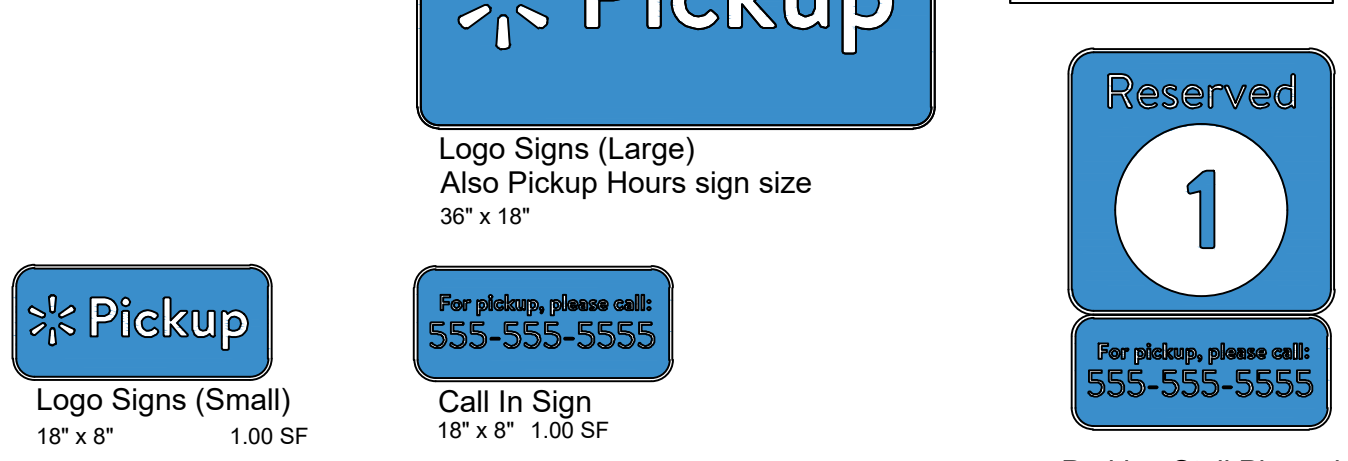 Pickup
Logo Signs (Large)
Also Pickup Hours sign size
36" x 18"
Pickup
Logo Signs (Small)
18" x 8" 1.00 SF
For pickup, please call:
555-555-5555
Call In Sign
18" x 8" 1.00 SF
Reserved
1
For pickup, please call:
555-555-5555